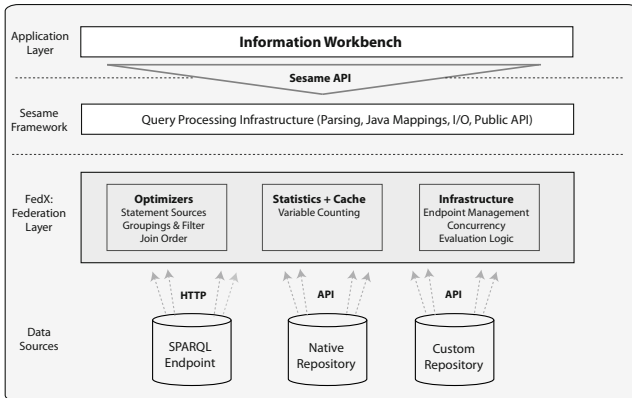 Application
Layer
Information Workbench
Sesame API
Sesame
Framework
Query Processing Infrastructure (Parsing, Java Mappings, I/O, Public API)
FedX:
Federation
Layer
Optimizers
Statement Sources
Groupings & Filter
Join Order
Statistics + Cache
Variable Counting
Infrastructure
Endpoint Management
Concurrency
Evaluation Logic
HTTP
API
API
Data
Sources
SPARQL
Endpoint
Native
Repository
Custom
Repository